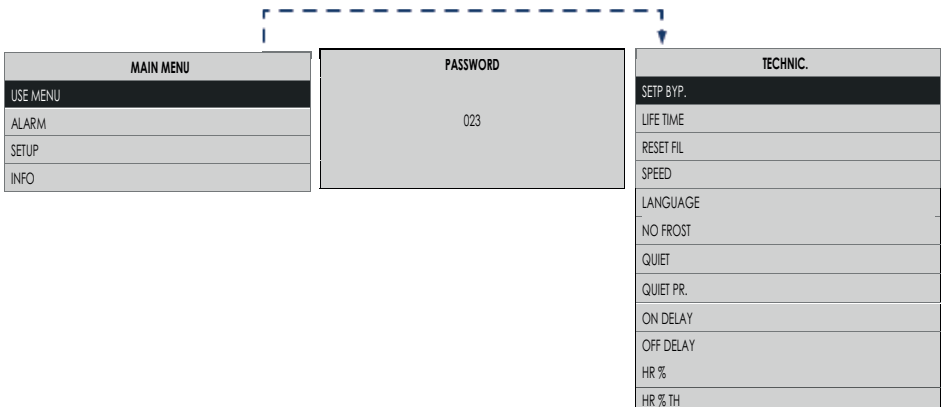 MAIN MENU
USE MENU
ALARM
SETUP
INFO
PASSWORD
023
TECHNIC.
SETP BYP.
LIFE TIME
RESET FIL
SPEED
LANGUAGE
NO FROST
QUIET
QUIET PR.
ON DELAY
OFF DELAY
HR %
HR % TH